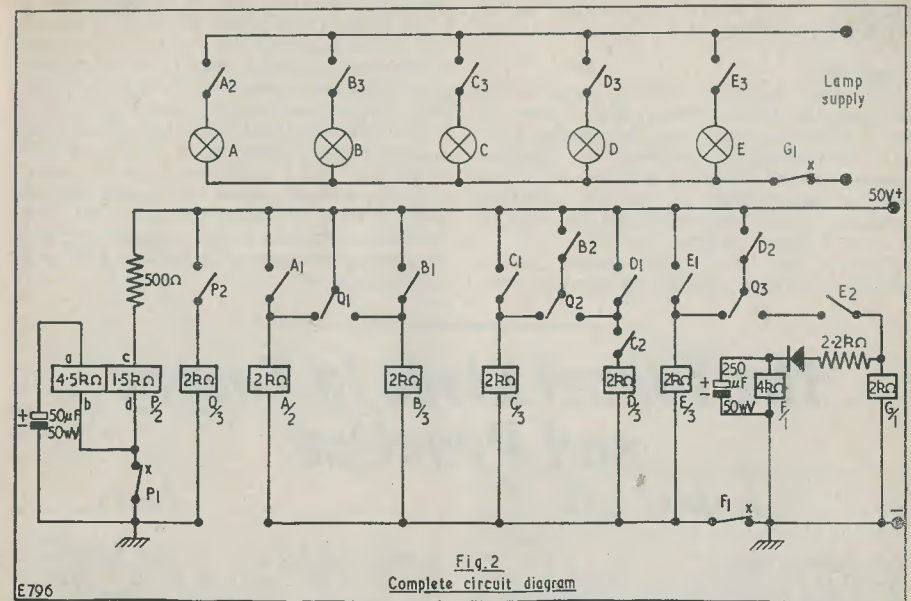 A2
B3
C3
D3
E3
Lamp
supply
A
B
C
D
E
G1
x
50V+
500Ω
P2
A1
Q1
B1
C1
B2
Q2
D1
C2
E1
D2
Q3
E2
2·2kΩ
a
c
4·5kΩ
1·5kΩ
b
d
P/2
+
-
50μF
50wV
x
P1
2kΩ
Q/3
2kΩ
A/2
2kΩ
B/3
2kΩ
C/3
2kΩ
D/3
2kΩ
E/3
250
μF
+
-
50wV
4kΩ
F/1
2kΩ
G/1
F1
x
-
Fig.2
Complete circuit diagram
E796